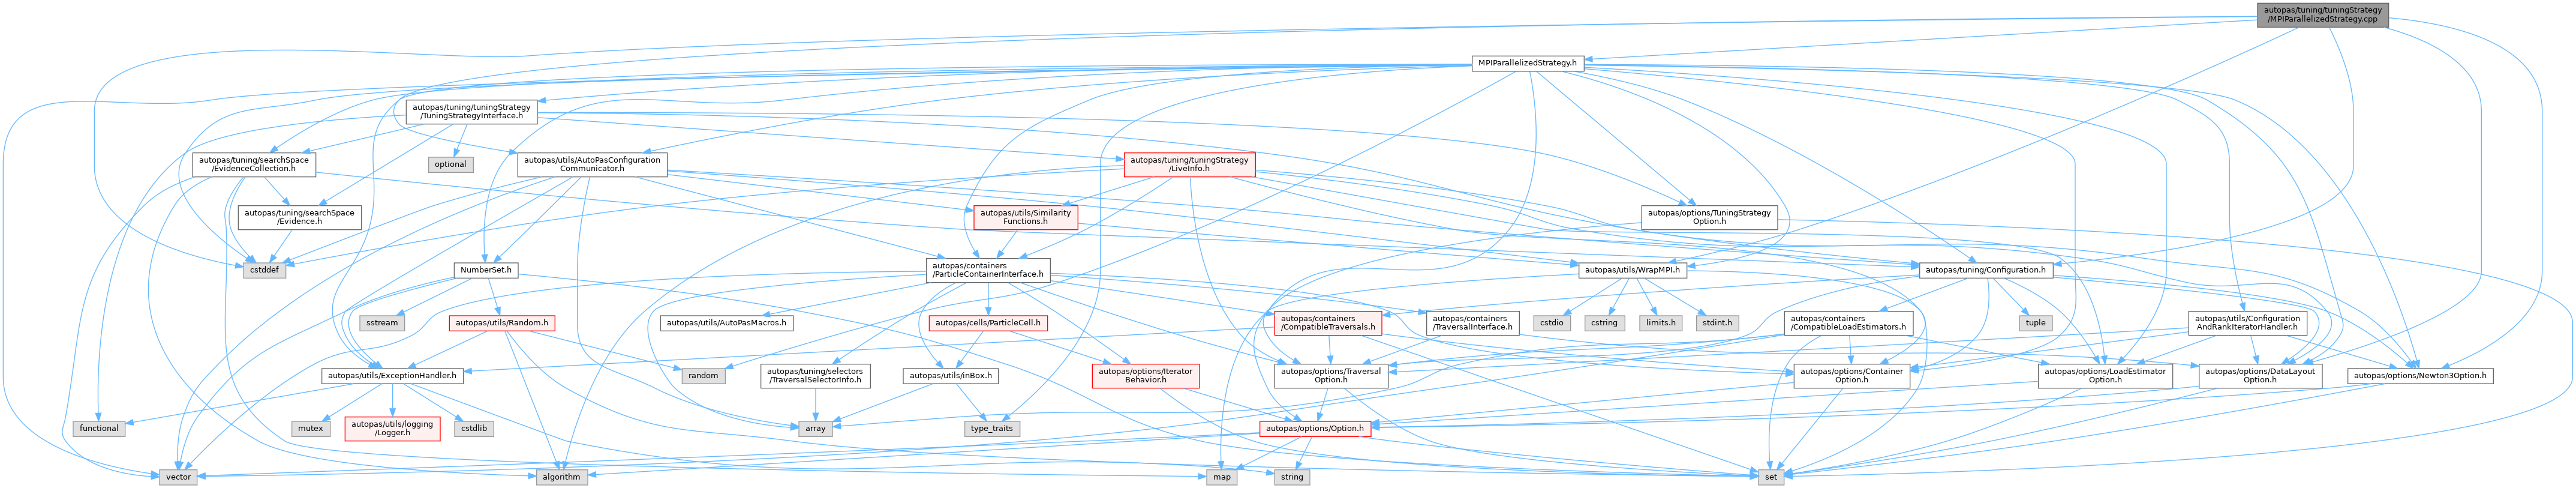 autopas/tuning/tuningStrategy
/MPIParallelizedStrategy.cpp
MPIParallelizedStrategy.h
autopas/tuning/tuningStrategy
/TuningStrategyInterface.h
autopas/tuning/searchSpace
/EvidenceCollection.h
optional
autopas/utils/AutoPasConfiguration
Communicator.h
autopas/tuning/tuningStrategy
/LiveInfo.h
autopas/tuning/searchSpace
/Evidence.h
autopas/utils/Similarity
Functions.h
autopas/options/TuningStrategy
Option.h
cstddef
NumberSet.h
autopas/containers
/ParticleContainerInterface.h
autopas/utils/WrapMPI.h
autopas/tuning/Configuration.h
sstream
autopas/utils/Random.h
autopas/utils/AutoPasMacros.h
autopas/cells/ParticleCell.h
autopas/containers
/CompatibleTraversals.h
autopas/containers
/TraversalInterface.h
cstdio
cstring
limits.h
stdint.h
autopas/containers
/CompatibleLoadEstimators.h
tuple
autopas/utils/Configuration
AndRankIteratorHandler.h
autopas/utils/ExceptionHandler.h
random
autopas/tuning/selectors
/TraversalSelectorInfo.h
autopas/utils/inBox.h
autopas/options/Iterator
Behavior.h
autopas/options/Traversal
Option.h
autopas/options/Container
Option.h
autopas/options/LoadEstimator
Option.h
autopas/options/DataLayout
Option.h
autopas/options/Newton3Option.h
functional
mutex
autopas/utils/logging
/Logger.h
cstdlib
array
type_traits
autopas/options/Option.h
vector
algorithm
map
string
set